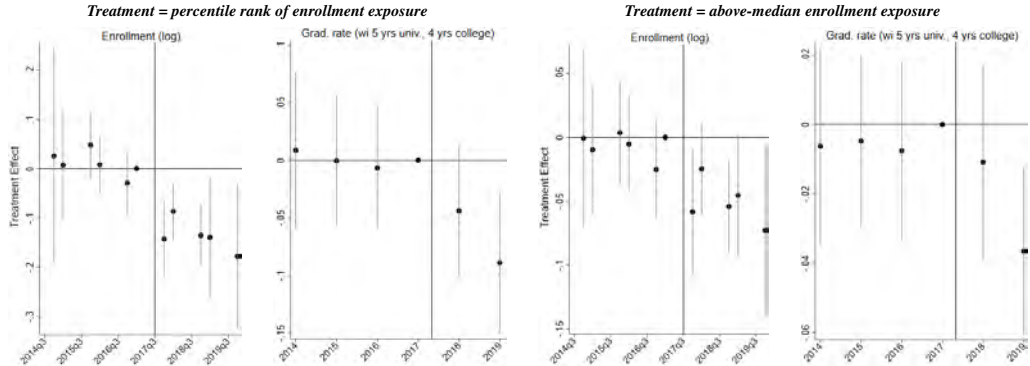 Treatment = percentile rank of enrollment exposure
Treatment = above-median enrollment exposure
Enrollment (log)
Grad. rate (wi 5 yrs univ., 4 yrs college)
Enrollment (log)
Grad. rate (wi 5 yrs univ., 4 yrs college)
Treatment Effect
.2
.1
0
-.1
-.2
-.3
2014q3
2015q3
2016q3
2017q3
2018q3
2019q3
.1
.05
0
-.05
-.1
-.15
2014
2015
2016
2017
2018
2019
Treatment Effect
.05
0
-.05
-.1
-.15
2014q3
2015q3
2016q3
2017q3
2018q3
2019q3
.02
0
-.02
-.04
-.06
2014
2015
2016
2017
2018
2019